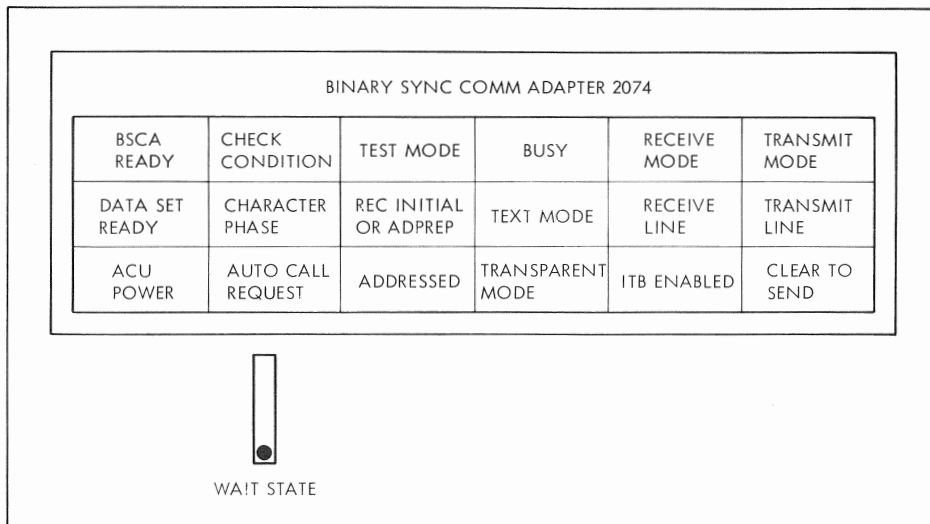 BINARY SYNC COMM ADAPTER 2074
BSCA
READY
CHECK
CONDITION
TEST MODE
BUSY
RECEIVE
MODE
TRANSMIT
MODE
DATA SET
READY
CHARACTER
PHASE
REC INITIAL
OR ADPREP
TEXT MODE
RECEIVE
LINE
TRANSMIT
LINE
ACU
POWER
AUTO CALL
REQUEST
ADDRESSED
TRANSPARENT
MODE
ITB ENABLED
CLEAR TO
SEND
WAIT STATE